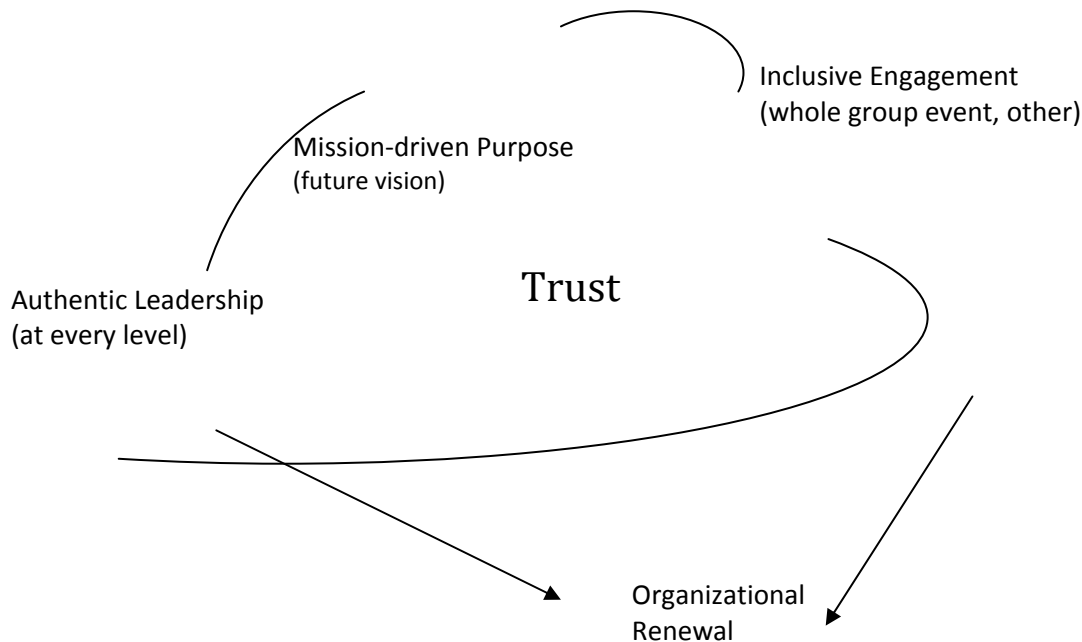 Inclusive Engagement
(whole group event, other)
Mission-driven Purpose
(future vision)
Trust
Authentic Leadership
(at every level)
Organizational
Renewal